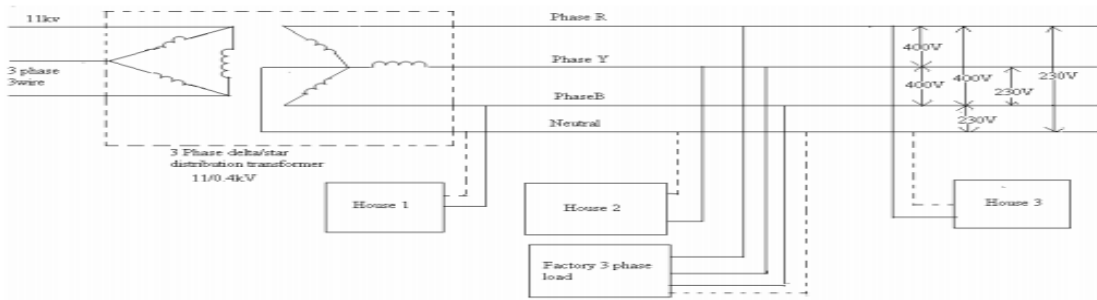 11kv
3 phase
3wire
3 Phase delta/star
distribution transformer
11/0.4kV
Phase R
Phase Y
PhaseB
Neutral
400V
400V
400V
230V
230V
230V
House 1
House 2
Factory 3 phase
load
House 3